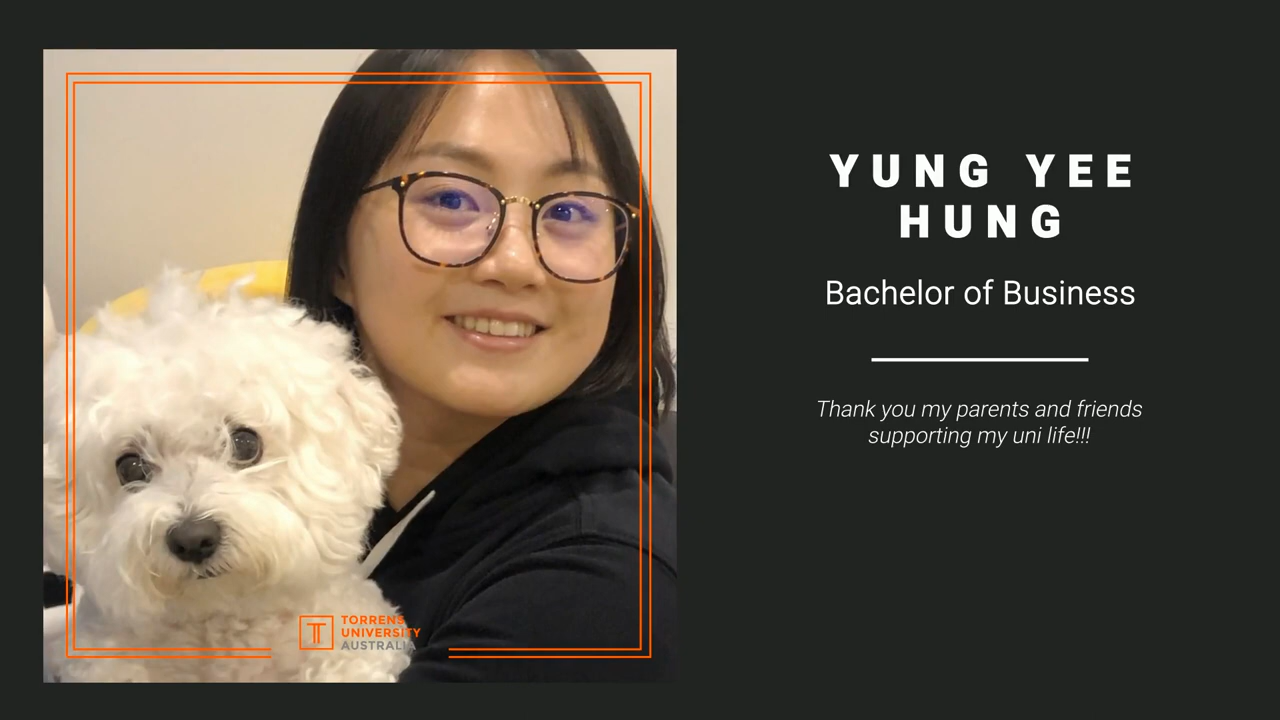 YUNG YEE
HUNG
Bachelor of Business
Thank you my parents and friends
supporting my uni life!!!
TORRENS
UNIVERSITY
AUSTRALIA